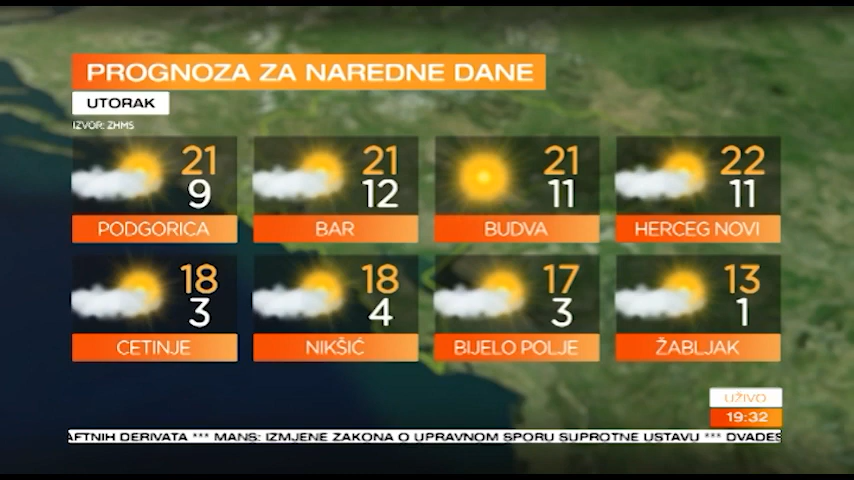 PROGNOZA ZA NAREDNE DANE
UTORAK
IZVOR: ZHMS
21
9
PODGORICA
21
12
BAR
21
11
BUDVA
22
11
HERCEG NOVI
18
3
CETINJE
18
4
NIKŠIĆ
17
3
BIJELO POLJE
13
1
ŽABLJAK
UŽIVO
19:32
AFTNIH DERIVATA *** MANS: IZMJENE ZAKONA O UPRAVNOM SPORU SUPROTNE USTAVU *** DVADES